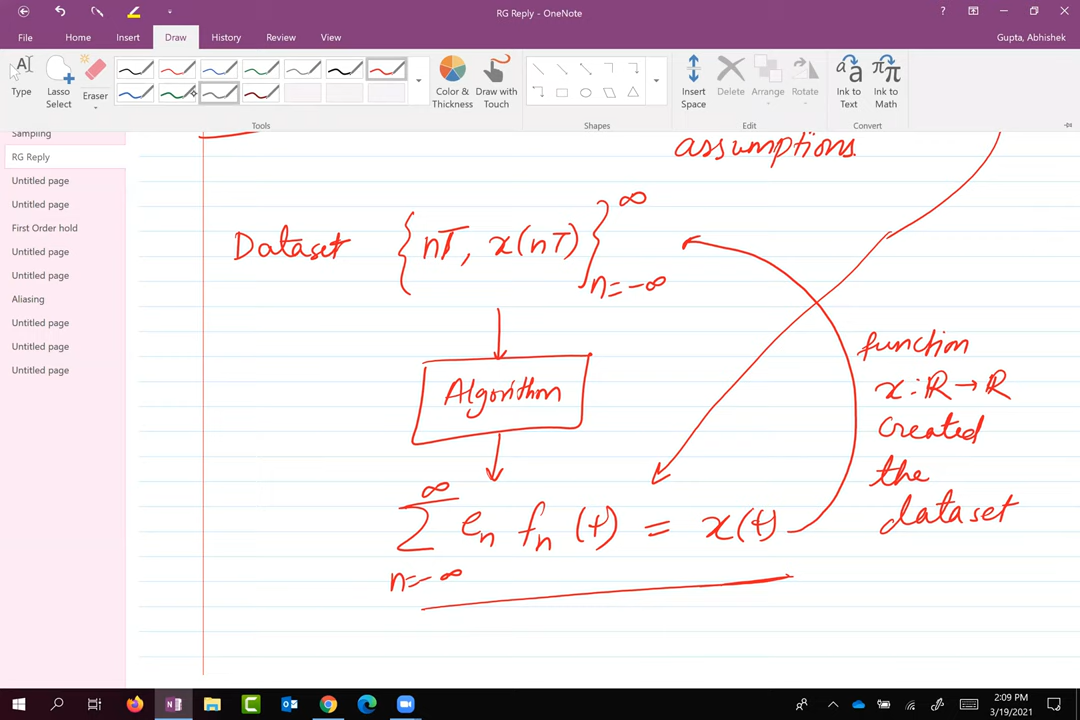 RG Reply - OneNote
File Home Insert Draw History Review View
Gupta, Abhishek
Type
Lasso Select
Eraser
Color & Thickness
Draw with Touch
Insert Space
Delete
Arrange
Rotate
Ink to Text
Ink to Math
Tools
Shapes
Edit
Convert
Sampling
RG Reply
Untitled page
Untitled page
First Order hold
Untitled page
Untitled page
Aliasing
Untitled page
Untitled page
Untitled page
assumptions.
Dataset { nT, x(nT) }
∞
n=-∞
Algorithm
∞
∑ en fn (t) = x(t)
n=-∞
function
x: ℝ → ℝ
created
the
dataset
2:09 PM
3/19/2021